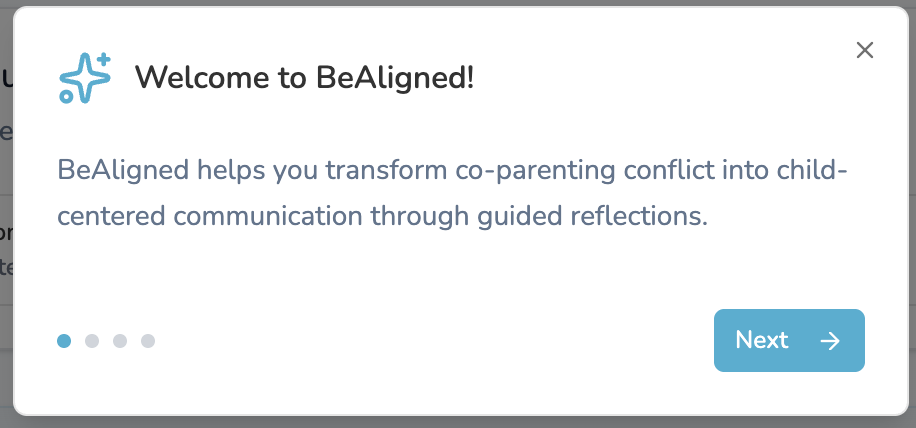 Welcome to BeAligned!
BeAligned helps you transform co-parenting conflict into child-
centered communication through guided reflections.
Next